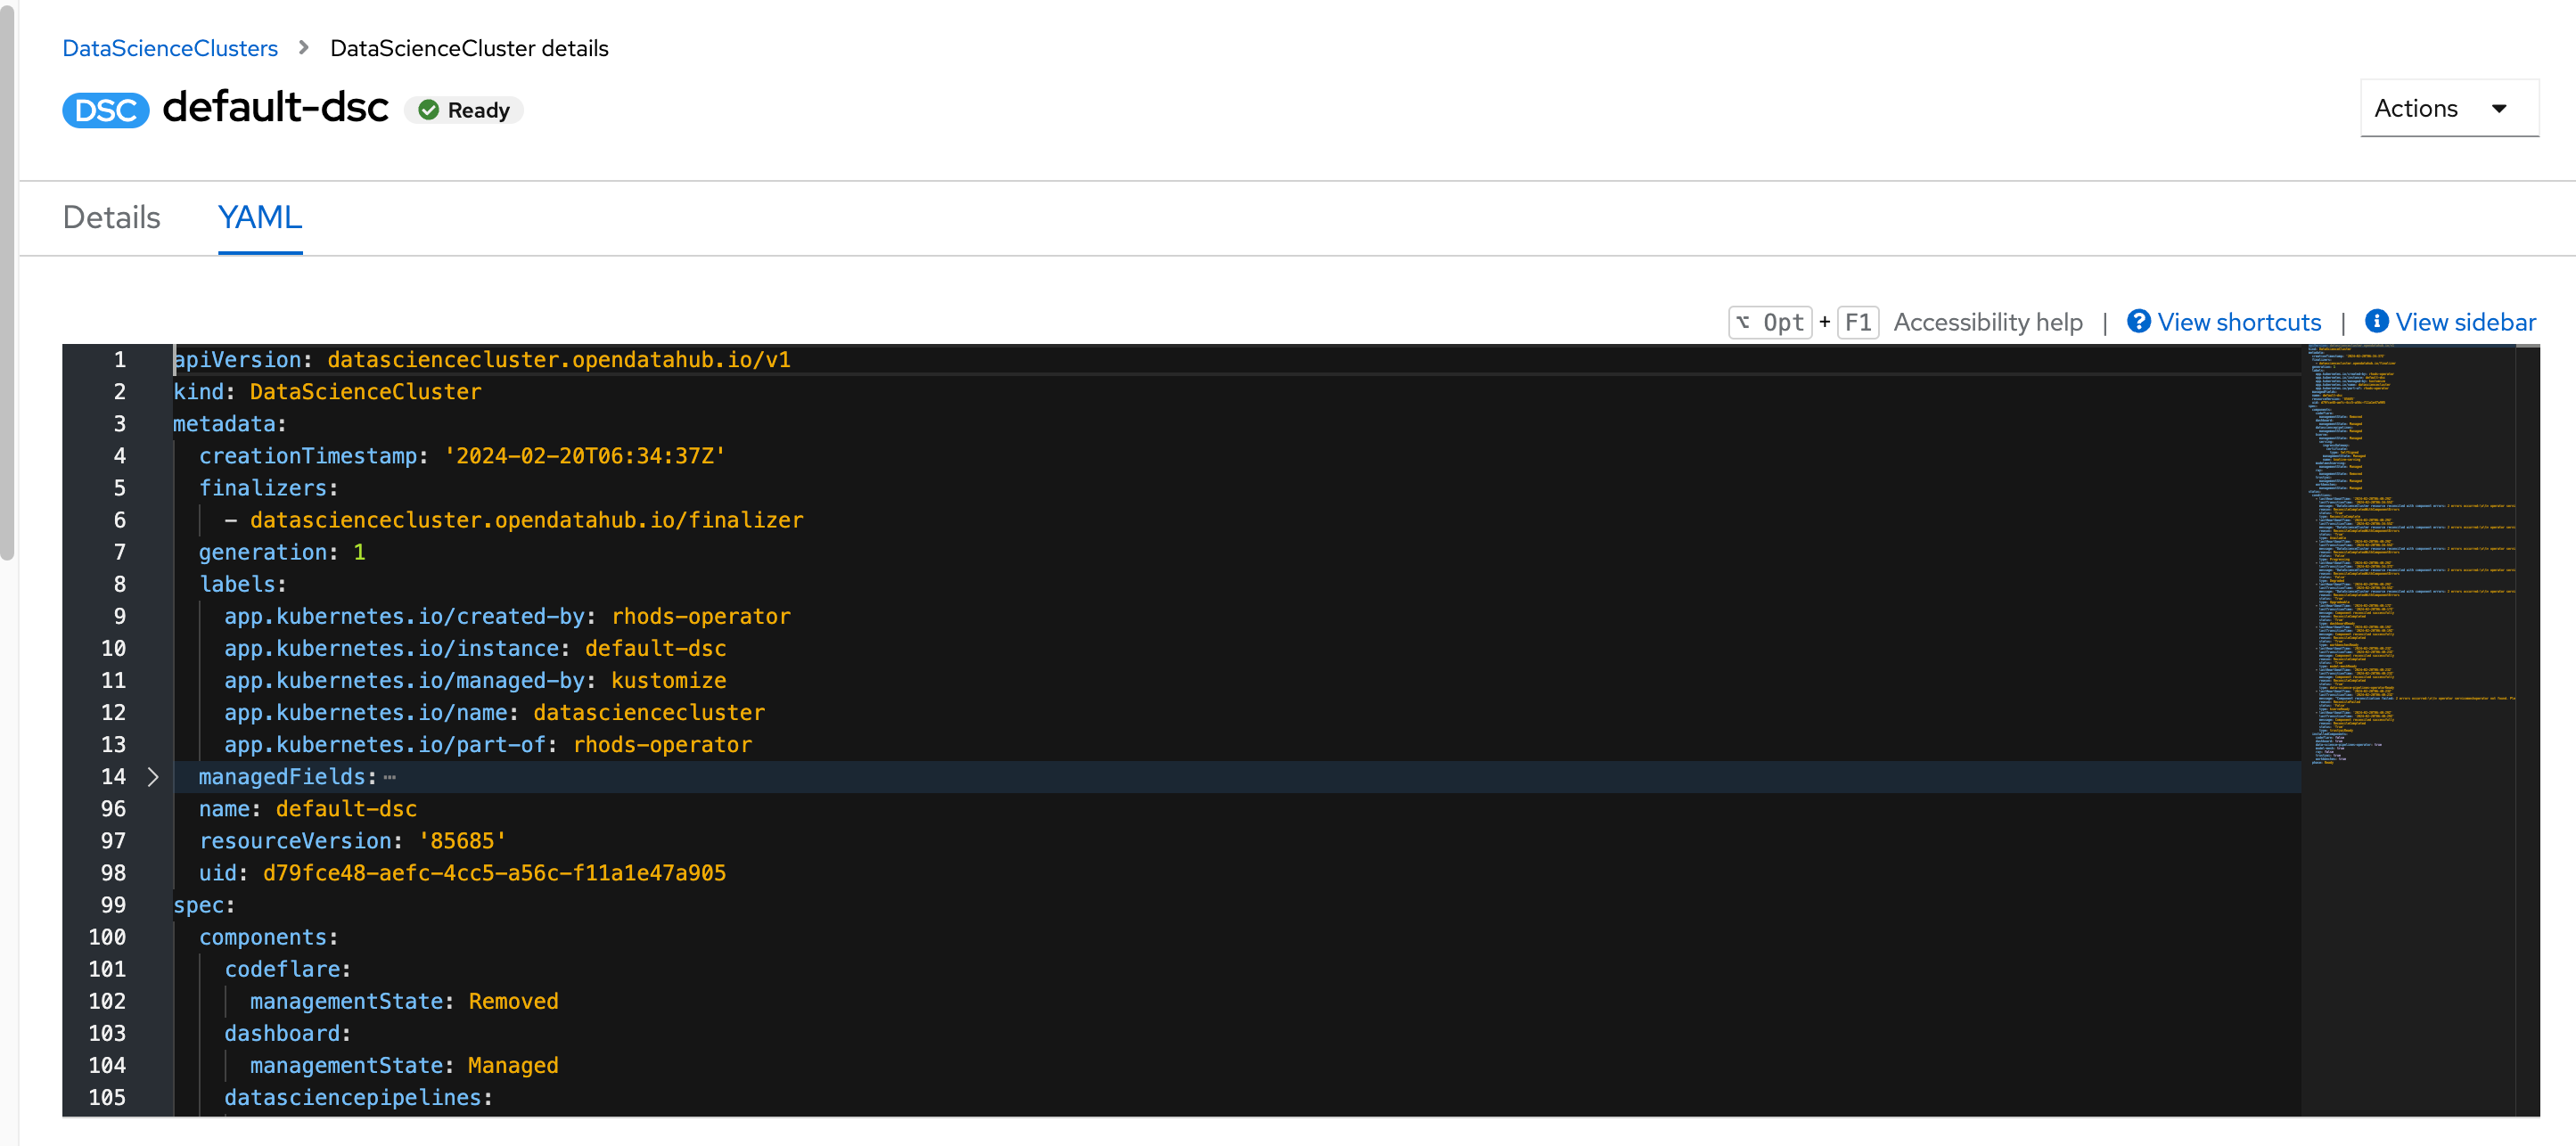 DataScienceClusters > DataScienceCluster details
DSC default-dsc Ready
Actions
Details YAML
⌥ Opt + F1 Accessibility help | View shortcuts | View sidebar
1 apiVersion: datasciencecluster.opendatahub.io/v1
2 kind: DataScienceCluster
3 metadata:
4 creationTimestamp: '2024-02-20T06:34:37Z'
5 finalizers:
6 - datasciencecluster.opendatahub.io/finalizer
7 generation: 1
8 labels:
9 app.kubernetes.io/created-by: rhods-operator
10 app.kubernetes.io/instance: default-dsc
11 app.kubernetes.io/managed-by: kustomize
12 app.kubernetes.io/name: datasciencecluster
13 app.kubernetes.io/part-of: rhods-operator
14 managedFields:⋯
96 name: default-dsc
97 resourceVersion: '85685'
98 uid: d79fce48-aefc-4cc5-a56c-f11a1e47a905
99 spec:
100 components:
101 codeflare:
102 managementState: Removed
103 dashboard:
104 managementState: Managed
105 datasciencepipelines: